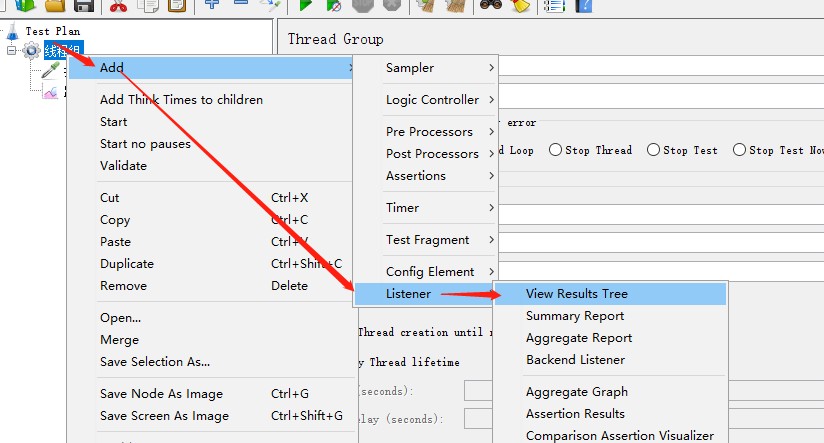 Test Plan
线程组
Thread Group
Add
Add Think Times to children
Start
Start no pauses
Validate
Cut Ctrl+X
Copy Ctrl+C
Paste Ctrl+V
Duplicate Ctrl+Shift+C
Remove Delete
Open...
Merge
Save Selection As...
Save Node As Image Ctrl+G
Save Screen As Image Ctrl+Shift+G
Sampler
Logic Controller
Pre Processors
Post Processors
Assertions
Timer
Test Fragment
Config Element
Listener
View Results Tree
Summary Report
Aggregate Report
Backend Listener
Aggregate Graph
Assertion Results
Comparison Assertion Visualizer
error
Loop Stop Thread Stop Test Stop Test
Thread creation until
Thread lifetime
(seconds):
(seconds):